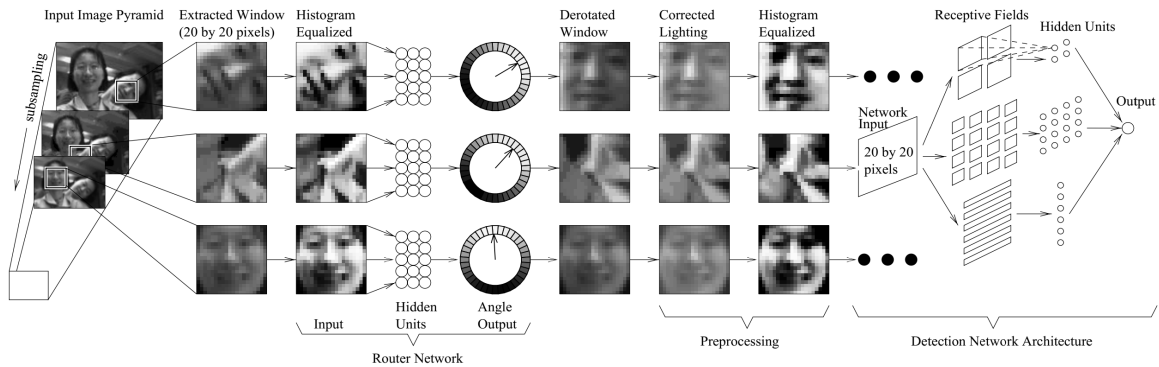 Input Image Pyramid
Extracted Window
(20 by 20 pixels)
Histogram
Equalized
Derotated
Window
Corrected
Lighting
Histogram
Equalized
Receptive Fields
Hidden Units
subsampling
Network
Input
20 by 20
pixels
Output
Input
Hidden
Units
Angle
Output
Router Network
Preprocessing
Detection Network Architecture